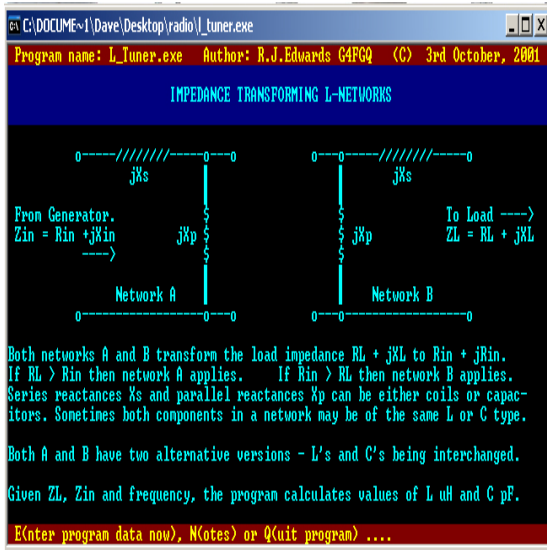 C:\DOCUME~1\Dave\Desktop\radio\l_tuner.exe
Program name: L_Tuner.exe Author: R.J.Edwards G4FGQ (C) 3rd October, 2001
IMPEDANCE TRANSFORMING L-NETWORKS
o-----////////-----o---o o---o-----////////-----o
jXs jXs
From Generator. $ $ To Load ---->
Zin = Rin +jXin jXp $ $ jXp ZL = RL + jXL
----> $ $
Network A Network B
o------------------o---o o---o------------------o
Both networks A and B transform the load impedance RL + jXL to Rin + jRin.
If RL > Rin then network A applies. If Rin > RL then network B applies.
Series reactances Xs and parallel reactances Xp can be either coils or capac-
itors. Sometimes both components in a network may be of the same L or C type.
Both A and B have two alternative versions - L's and C's being interchanged.
Given ZL, Zin and frequency, the program calculates values of L uH and C pF.
E(nter program data now), N(otes) or Q(uit program) ....